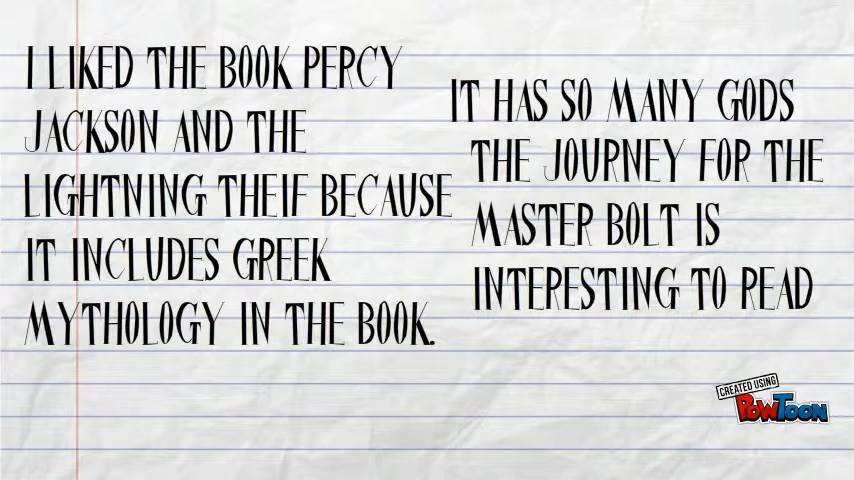 I LIKED THE BOOK PERCY
JACKSON AND THE
LIGHTNING THEIF BECAUSE
IT INCLUDES GREEK
MYTHOLOGY IN THE BOOK.
IT HAS SO MANY GODS
THE JOURNEY FOR THE
MASTER BOLT IS
INTERESTING TO READ
CREATED USING
POWTOON